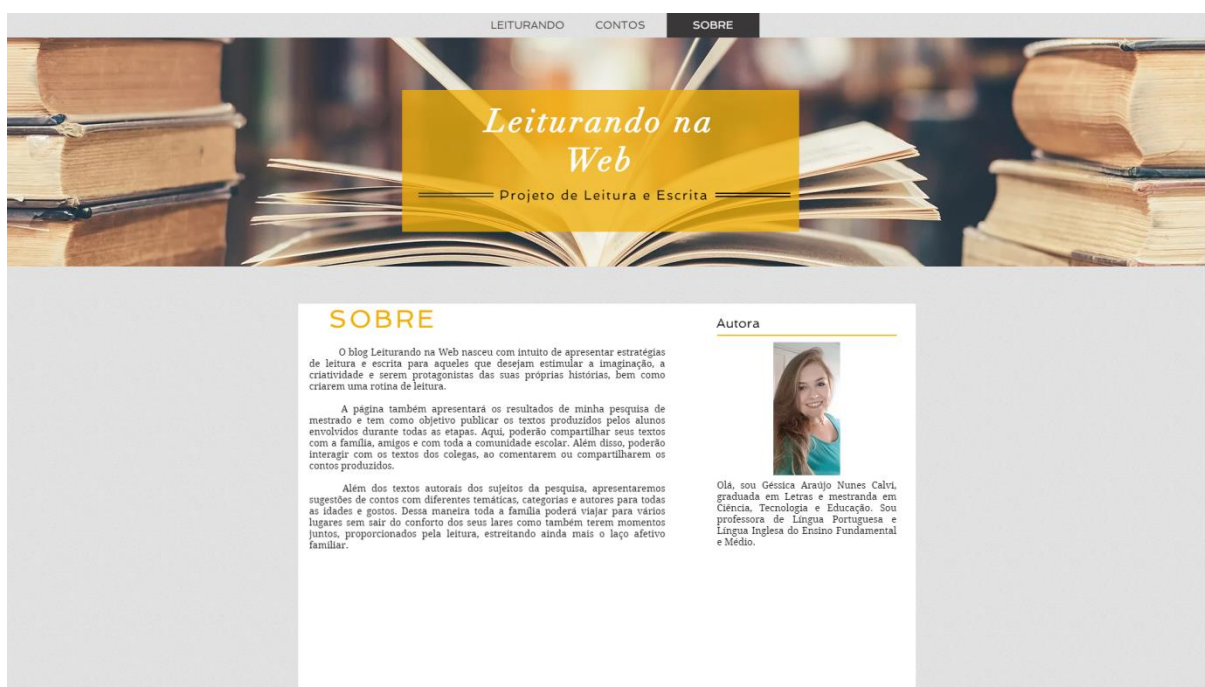 LEITURANDO CONTOS SOBRE
Leiturando na
Web
Projeto de Leitura e Escrita
SOBRE
O blog Leiturando na Web nasceu com intuito de apresentar estratégias
de leitura e escrita para aqueles que desejam estimular a imaginação, a
criatividade e serem protagonistas das suas próprias histórias, bem como
criarem uma rotina de leitura.
A página também apresentará os resultados de minha pesquisa de
mestrado e tem como objetivo publicar os textos produzidos pelos alunos
envolvidos durante todas as etapas. Aqui, poderão compartilhar seus textos
com a família, amigos e com toda a comunidade escolar. Além disso, poderão
interagir com os textos dos colegas, ao comentarem ou compartilharem os
contos produzidos.
Além dos textos autorais dos sujeitos da pesquisa, apresentaremos
sugestões de contos com diferentes temáticas, categorias e autores para todas
as idades e gostos. Dessa maneira toda a família poderá viajar para vários
lugares sem sair do conforto dos seus lares como também terem momentos
juntos, proporcionados pela leitura, estreitando ainda mais o laço afetivo
familiar.
Autora
Olá, sou Géssica Araújo Nunes Calvi,
graduada em Letras e mestranda em
Ciência, Tecnologia e Educação. Sou
professora de Língua Portuguesa e
Língua Inglesa do Ensino Fundamental
e Médio.